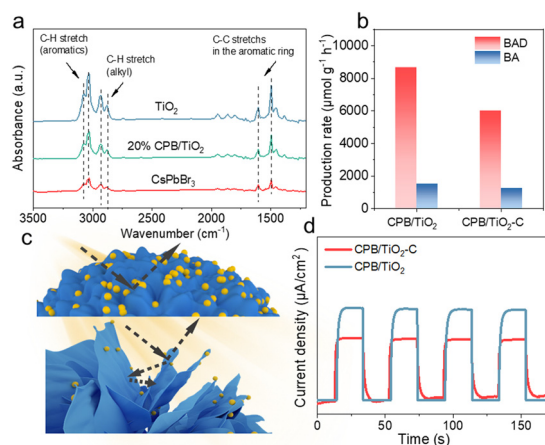 a
C-H stretch
(aromatics)
C-H stretch
(alkyl)
C-C stretchs
in the aromatic ring
TiO₂
20% CPB/TiO₂
CsPbBr₃
Absorbance (a.u.)
3500 3000 2500 2000 1500
Wavenumber (cm⁻¹)
b
BAD
BA
Production rate (μmol g⁻¹ h⁻¹)
10000
8000
6000
4000
2000
0
CPB/TiO₂ CPB/TiO₂-C
c
d
CPB/TiO₂-C
CPB/TiO₂
Current density (μA/cm²)
0 50 100 150
Time (s)